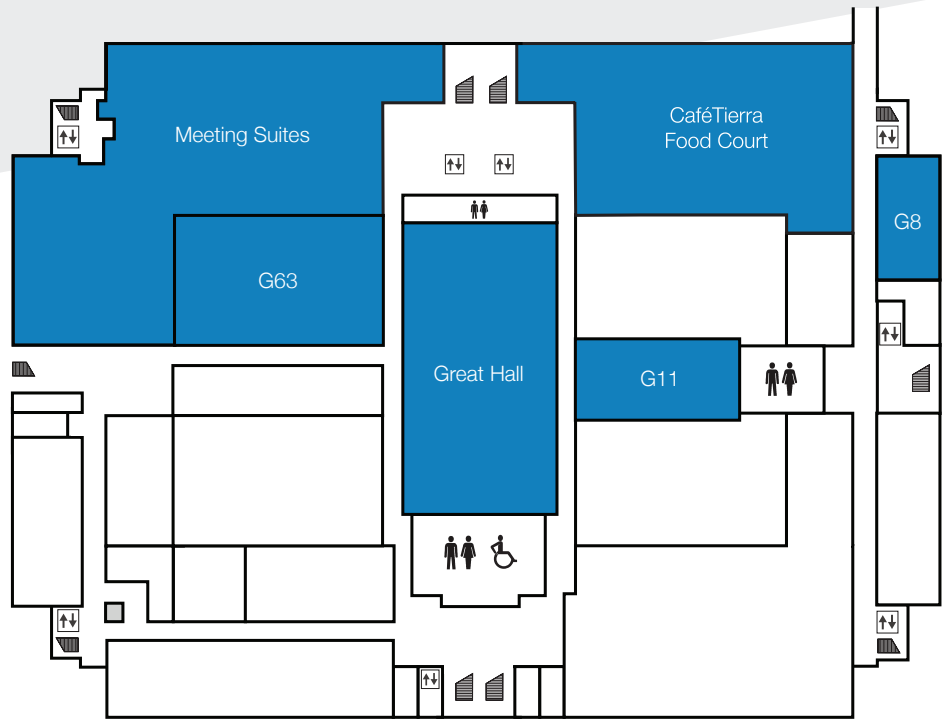 Meeting Suites
CaféTierra
Food Court
G8
G63
Great Hall
G11